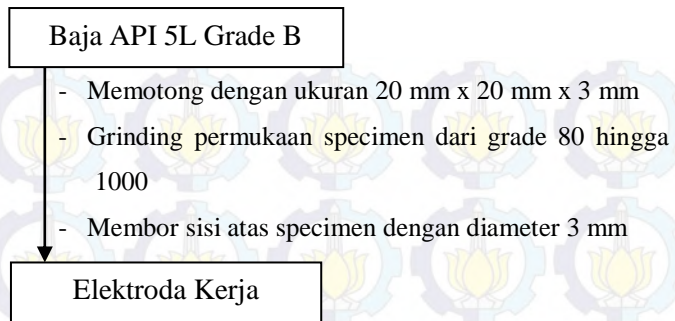 Baja API 5L Grade B
- Memotong dengan ukuran 20 mm x 20 mm x 3 mm
- Grinding permukaan specimen dari grade 80 hingga
1000
- Membor sisi atas specimen dengan diameter 3 mm
Elektroda Kerja